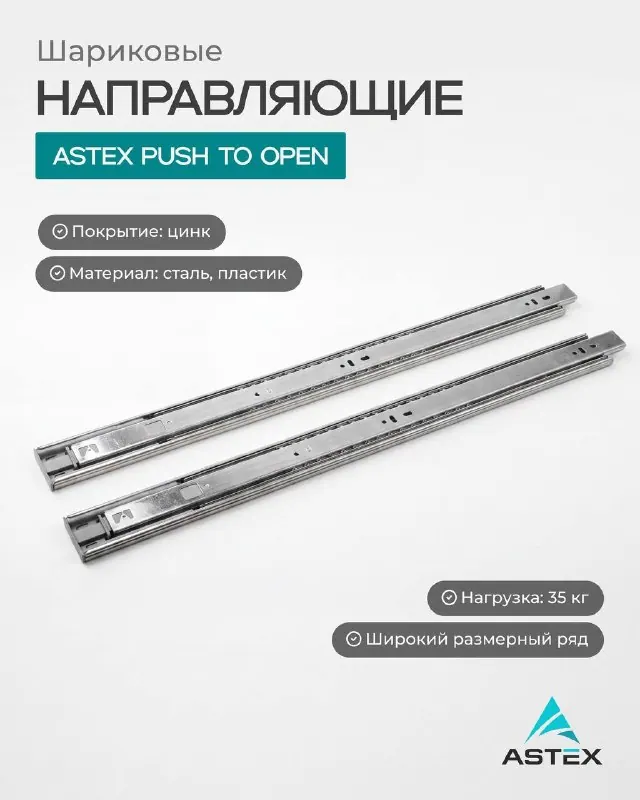 Шариковые
НАПРАВЛЯЮЩИЕ
ASTEX PUSH TO OPEN
Покрытие: цинк
Материал: сталь, пластик
Нагрузка: 35 кг
Широкий размерный ряд
ASTEX